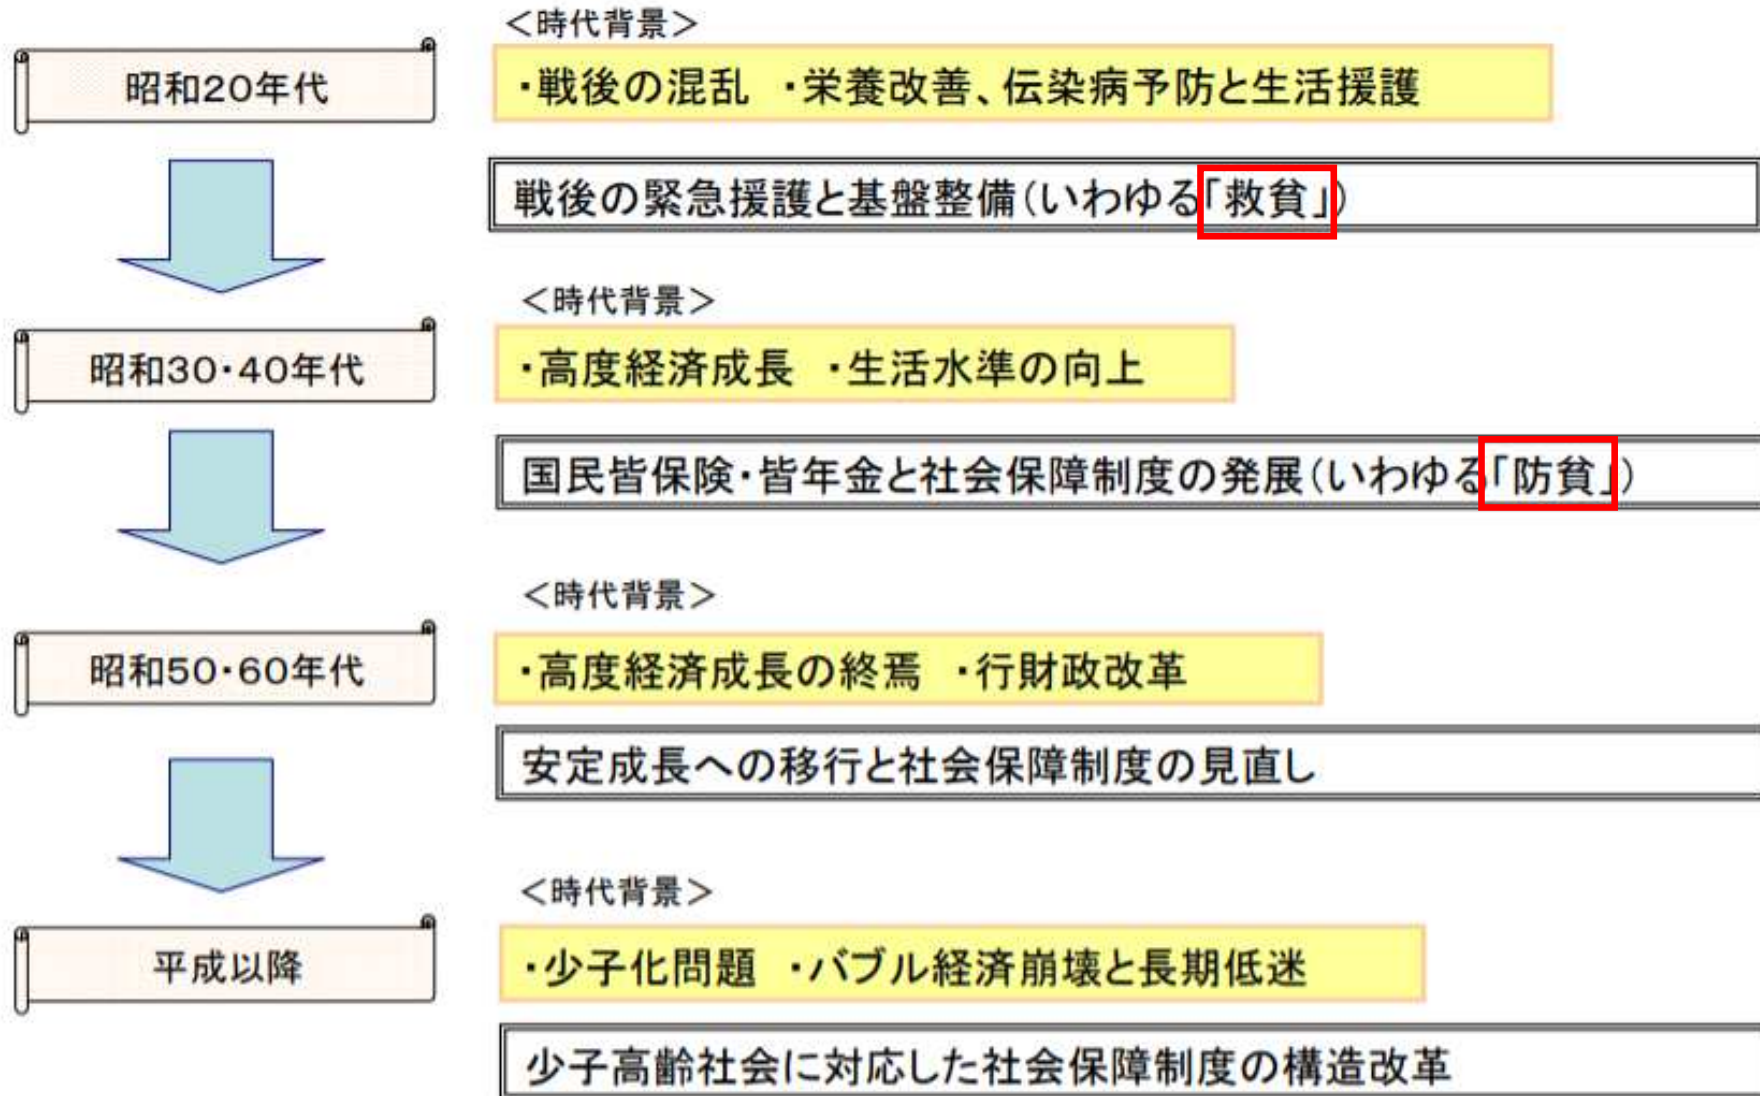 <時代背景>
昭和20年代
・戦後の混乱 ・栄養改善、伝染病予防と生活援護
戦後の緊急援護と基盤整備(いわゆる「救貧」)
<時代背景>
昭和30・40年代
・高度経済成長 ・生活水準の向上
国民皆保険・皆年金と社会保障制度の発展(いわゆる「防貧」)
<時代背景>
昭和50・60年代
・高度経済成長の終焉 ・行財政改革
安定成長への移行と社会保障制度の見直し
<時代背景>
平成以降
・少子化問題 ・バブル経済崩壊と長期低迷
少子高齢社会に対応した社会保障制度の構造改革